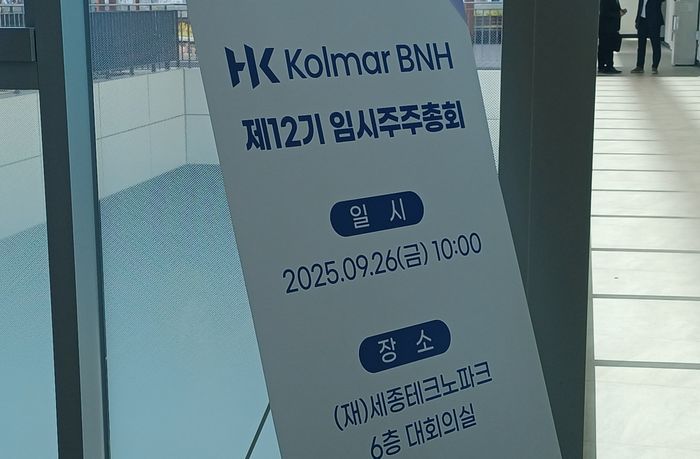 HK Kolmar BNH
제12기 임시주주총회
일 시
2025.09.26(금) 10:00
장 소
(재)세종테크노파크
6층 대회의실